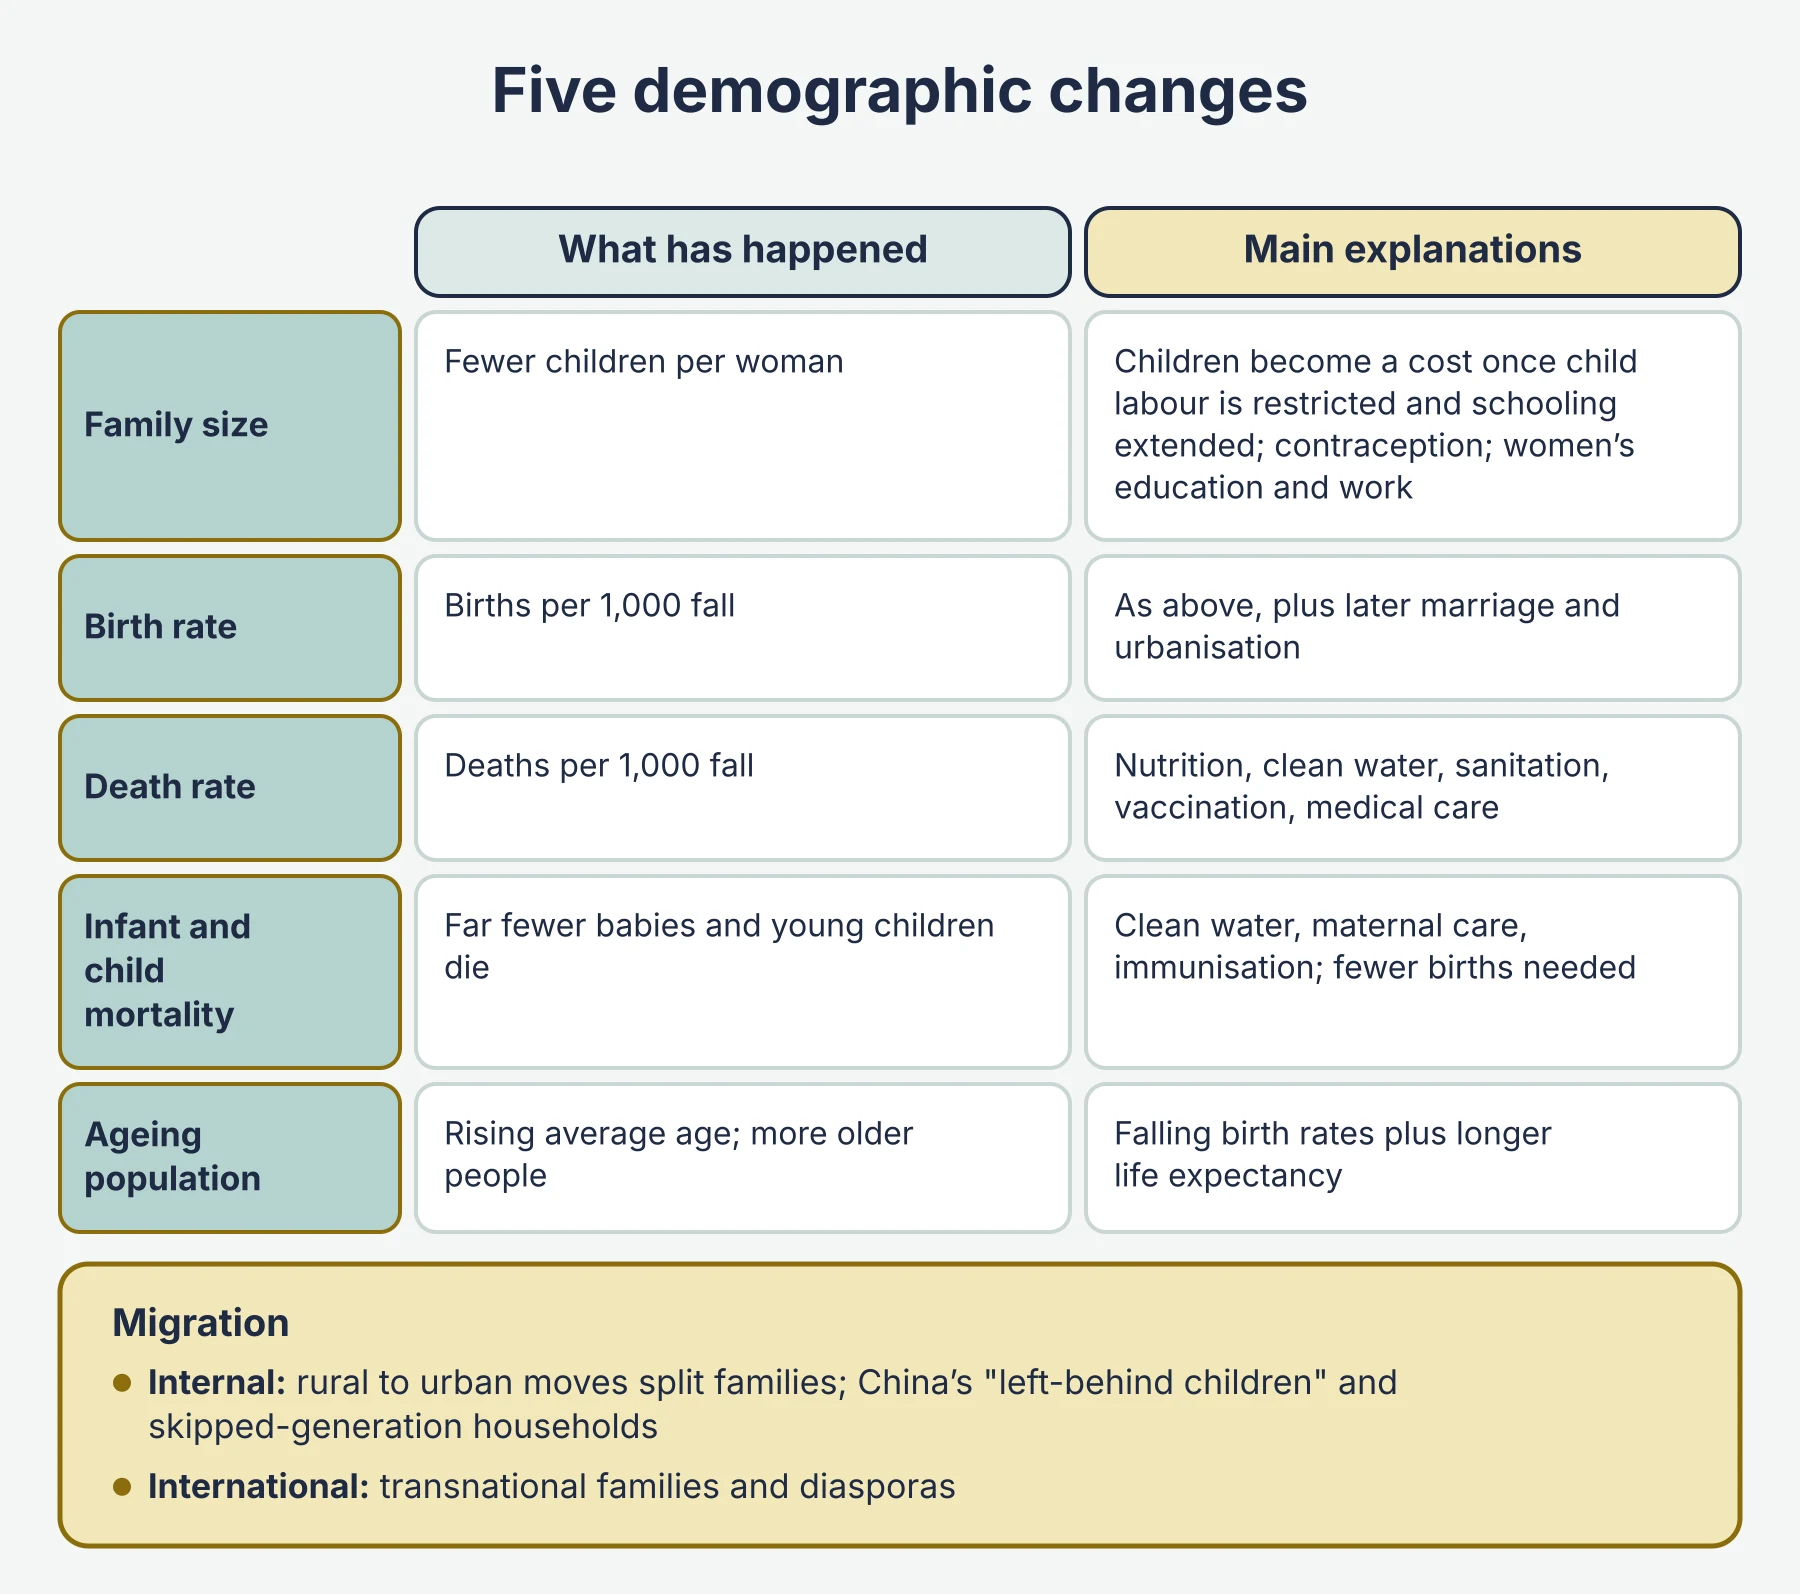 Five demographic changes
What has happened
Main explanations
Family size
Fewer children per woman
Children become a cost once child
labour is restricted and schooling
extended; contraception; women’s
education and work
Birth rate
Births per 1,000 fall
As above, plus later marriage and
urbanisation
Death rate
Deaths per 1,000 fall
Nutrition, clean water, sanitation,
vaccination, medical care
Infant and
child
mortality
Far fewer babies and young children
die
Clean water, maternal care,
immunisation; fewer births needed
Ageing
population
Rising average age; more older
people
Falling birth rates plus longer
life expectancy
Migration
Internal: rural to urban moves split families; China’s "left-behind children" and
skipped-generation households
International: transnational families and diasporas